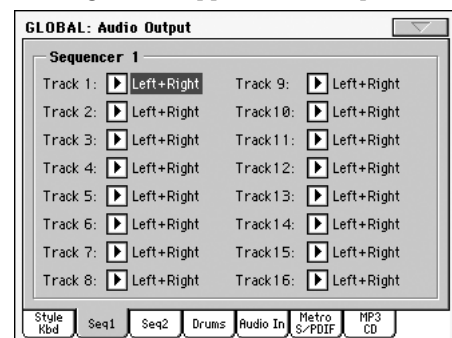 GLOBAL: Audio Output
Sequencer 1
Track 1: Left+Right Track 9: Left+Right
Track 2: Left+Right Track10: Left+Right
Track 3: Left+Right Track11: Left+Right
Track 4: Left+Right Track12: Left+Right
Track 5: Left+Right Track13: Left+Right
Track 6: Left+Right Track14: Left+Right
Track 7: Left+Right Track15: Left+Right
Track 8: Left+Right Track16: Left+Right
Style Kbd Seq1 Seq2 Drums Audio In Metro S/PDIF MP3 CD